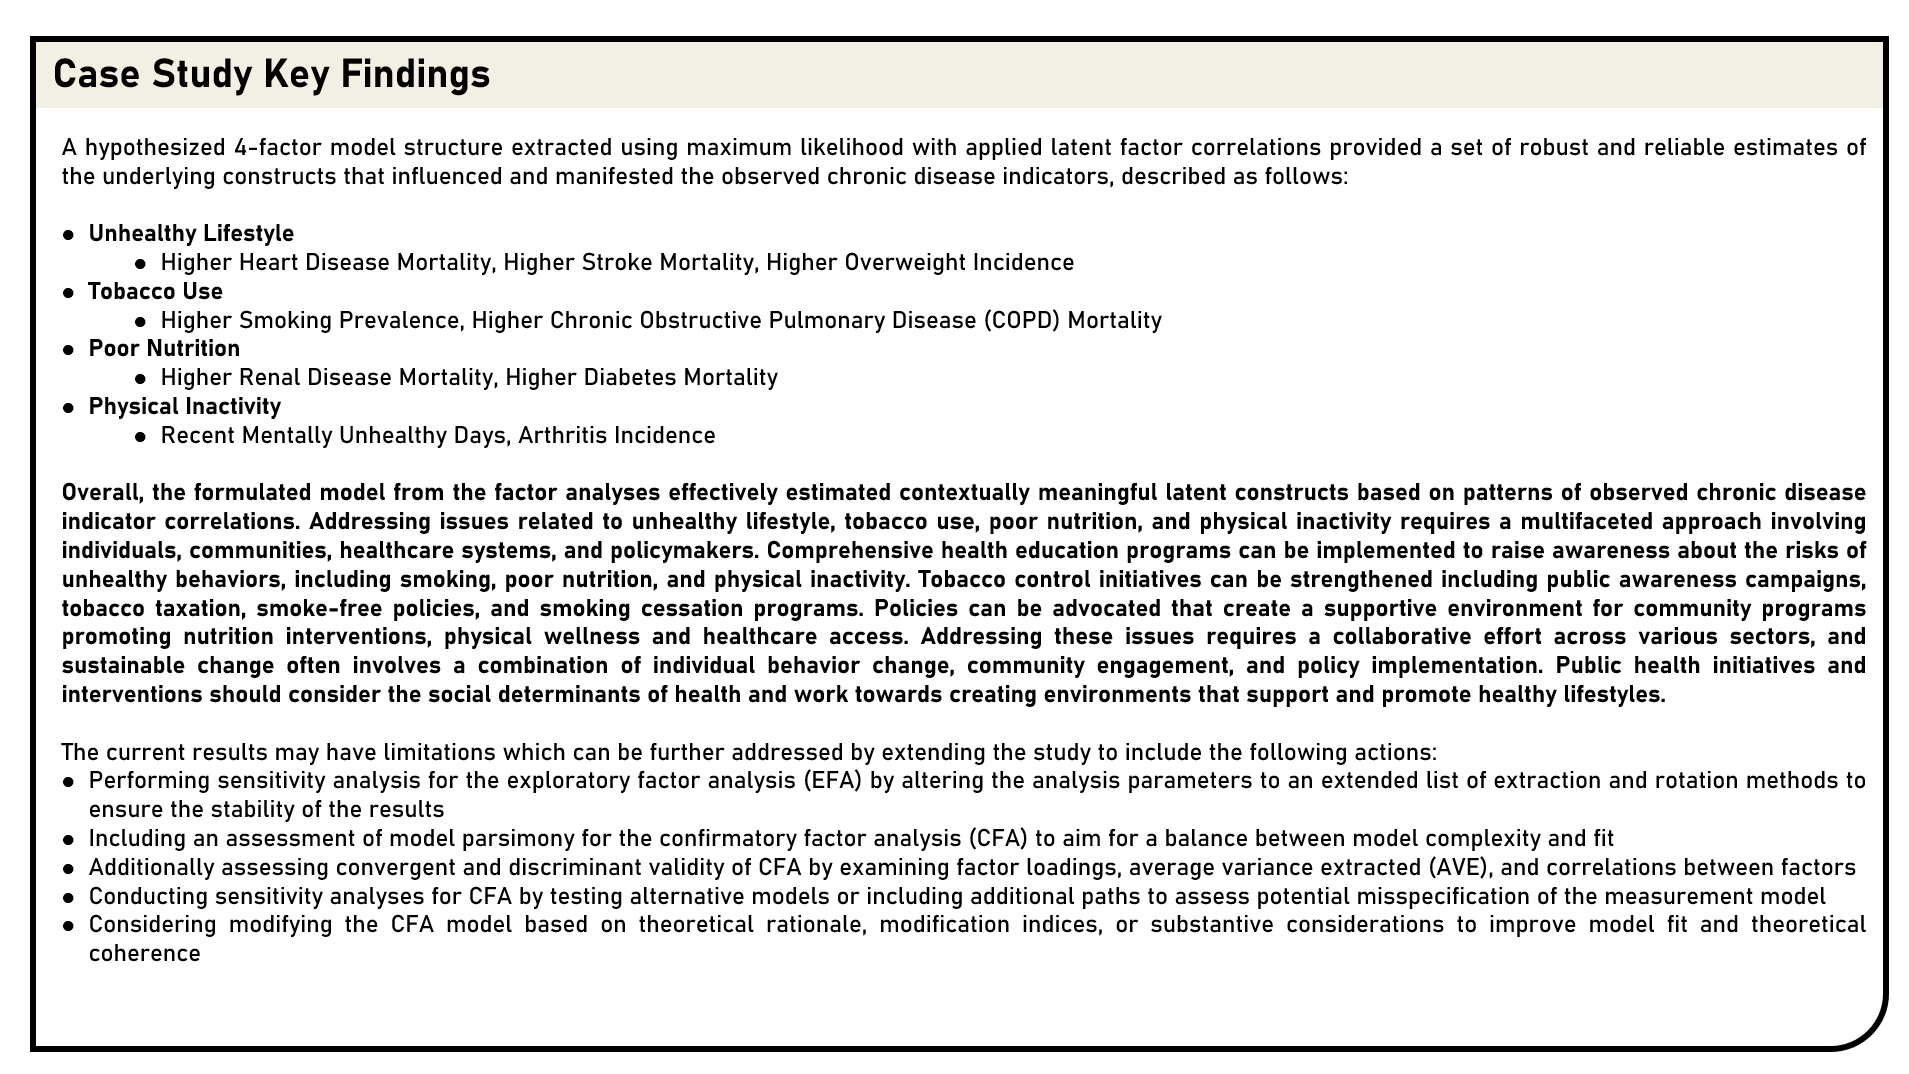 Case Study Key Findings
A hypothesized 4-factor model structure extracted using maximum likelihood with applied latent factor correlations provided a set of robust and reliable estimates of
the underlying constructs that influenced and manifested the observed chronic disease indicators, described as follows:
● Unhealthy Lifestyle
● Higher Heart Disease Mortality, Higher Stroke Mortality, Higher Overweight Incidence
● Tobacco Use
● Higher Smoking Prevalence, Higher Chronic Obstructive Pulmonary Disease (COPD) Mortality
● Poor Nutrition
● Higher Renal Disease Mortality, Higher Diabetes Mortality
● Physical Inactivity
● Recent Mentally Unhealthy Days, Arthritis Incidence
Overall, the formulated model from the factor analyses effectively estimated contextually meaningful latent constructs based on patterns of observed chronic disease
indicator correlations. Addressing issues related to unhealthy lifestyle, tobacco use, poor nutrition, and physical inactivity requires a multifaceted approach involving
individuals, communities, healthcare systems, and policymakers. Comprehensive health education programs can be implemented to raise awareness about the risks of
unhealthy behaviors, including smoking, poor nutrition, and physical inactivity. Tobacco control initiatives can be strengthened including public awareness campaigns,
tobacco taxation, smoke-free policies, and smoking cessation programs. Policies can be advocated that create a supportive environment for community programs
promoting nutrition interventions, physical wellness and healthcare access. Addressing these issues requires a collaborative effort across various sectors, and
sustainable change often involves a combination of individual behavior change, community engagement, and policy implementation. Public health initiatives and
interventions should consider the social determinants of health and work towards creating environments that support and promote healthy lifestyles.
The current results may have limitations which can be further addressed by extending the study to include the following actions:
● Performing sensitivity analysis for the exploratory factor analysis (EFA) by altering the analysis parameters to an extended list of extraction and rotation methods to
ensure the stability of the results
● Including an assessment of model parsimony for the confirmatory factor analysis (CFA) to aim for a balance between model complexity and fit
● Additionally assessing convergent and discriminant validity of CFA by examining factor loadings, average variance extracted (AVE), and correlations between factors
● Conducting sensitivity analyses for CFA by testing alternative models or including additional paths to assess potential misspecification of the measurement model
● Considering modifying the CFA model based on theoretical rationale, modification indices, or substantive considerations to improve model fit and theoretical
coherence